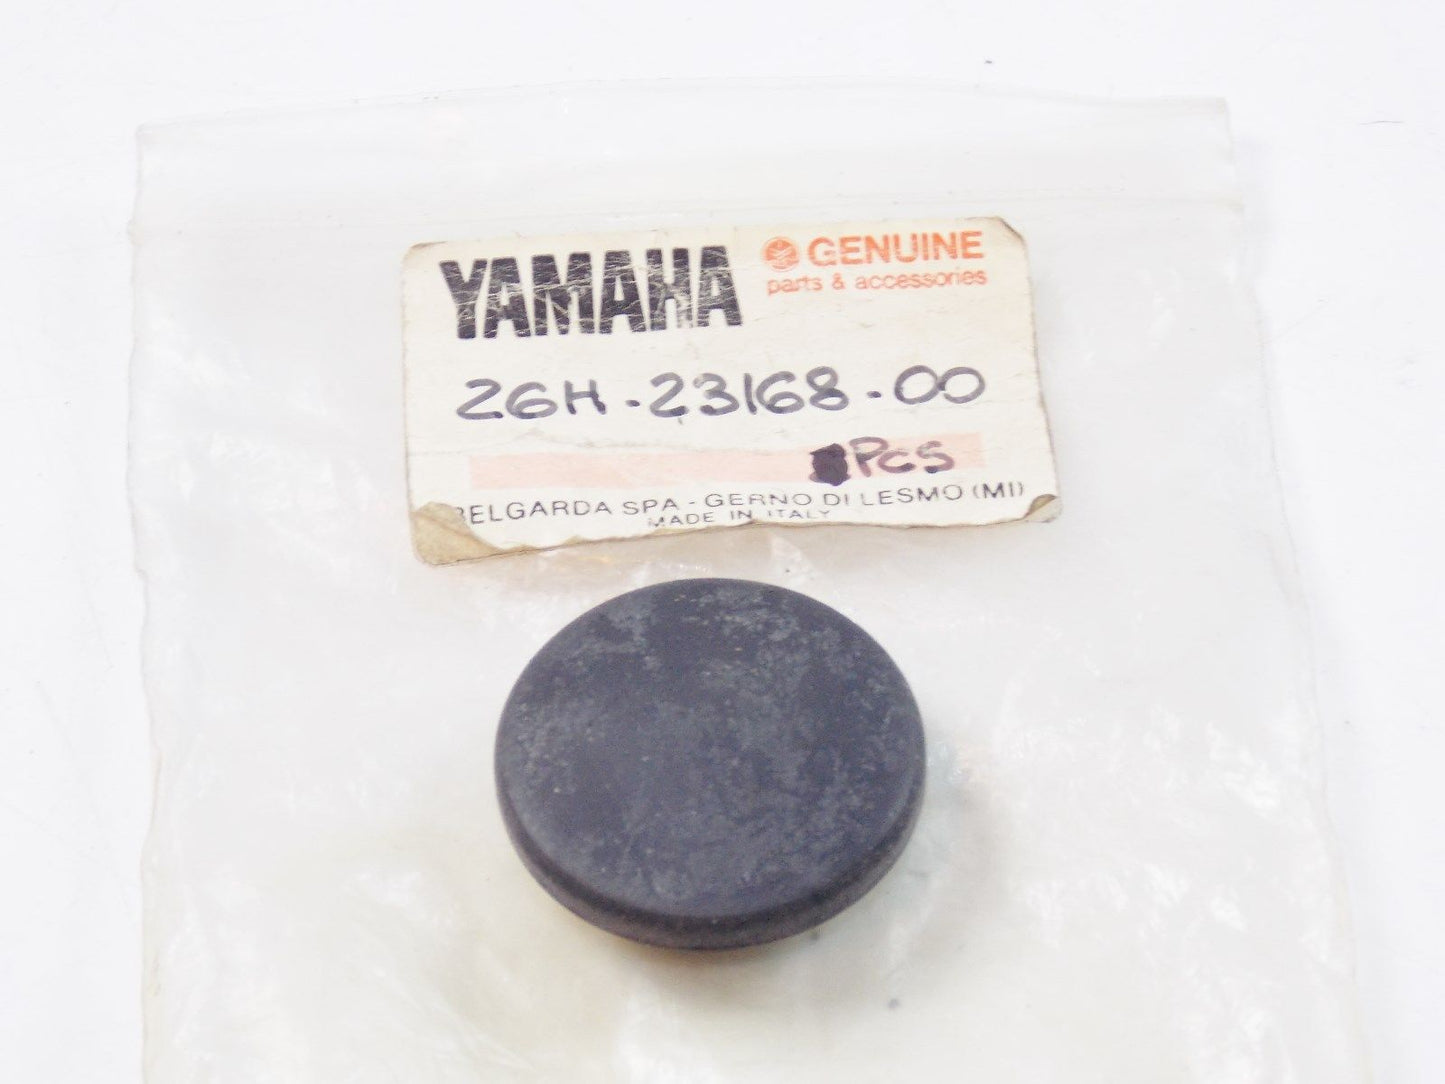 YAMAHA GENUINE
parts & accessories
26H-23168-00
Pcs
BELGARDA SPA - GERNO DI LESMO (MI)
MADE IN ITALY